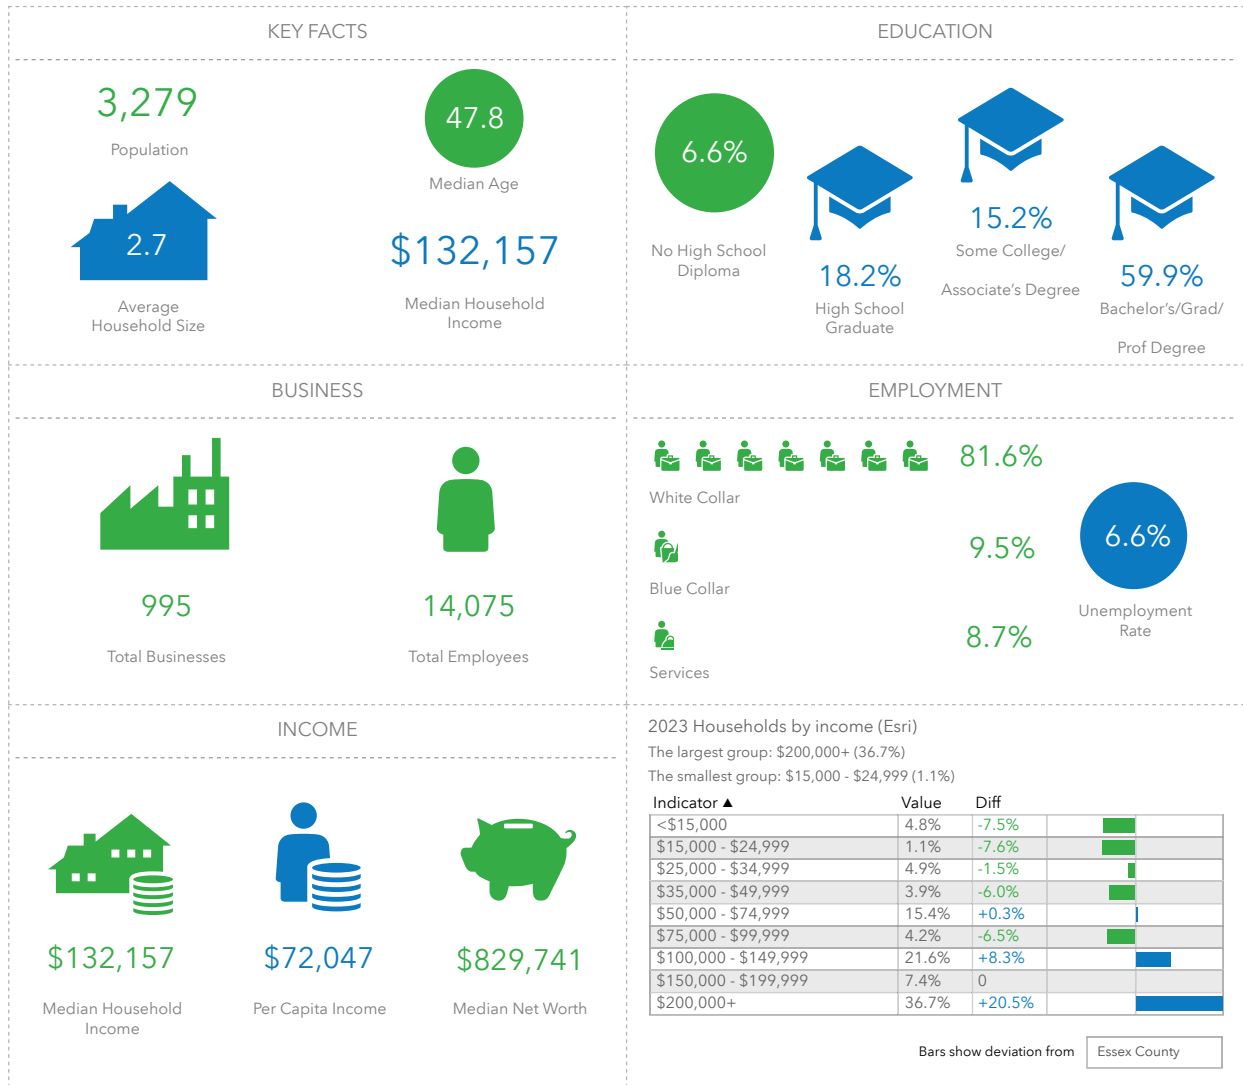 KEY FACTS
3,279
Population
47.8
Median Age
2.7
Average
Household Size
$132,157
Median Household
Income
EDUCATION
6.6%
No High School
Diploma
18.2%
High School
Graduate
15.2%
Some College/
Associate's Degree
59.9%
Bachelor's/Grad/
Prof Degree
BUSINESS
995
Total Businesses
14,075
Total Employees
EMPLOYMENT
81.6%
White Collar
9.5%
Blue Collar
8.7%
Services
6.6%
Unemployment
Rate
INCOME
$132,157
Median Household
Income
$72,047
Per Capita Income
$829,741
Median Net Worth
2023 Households by income (Esri)
The largest group: $200,000+ (36.7%)
The smallest group: $15,000 - $24,999 (1.1%)
Indicator ▲ Value Diff
<$15,000 4.8% -7.5%
$15,000 - $24,999 1.1% -7.6%
$25,000 - $34,999 4.9% -1.5%
$35,000 - $49,999 3.9% -6.0%
$50,000 - $74,999 15.4% +0.3%
$75,000 - $99,999 4.2% -6.5%
$100,000 - $149,999 21.6% +8.3%
$150,000 - $199,999 7.4% 0
$200,000+ 36.7% +20.5%
Bars show deviation from Essex County